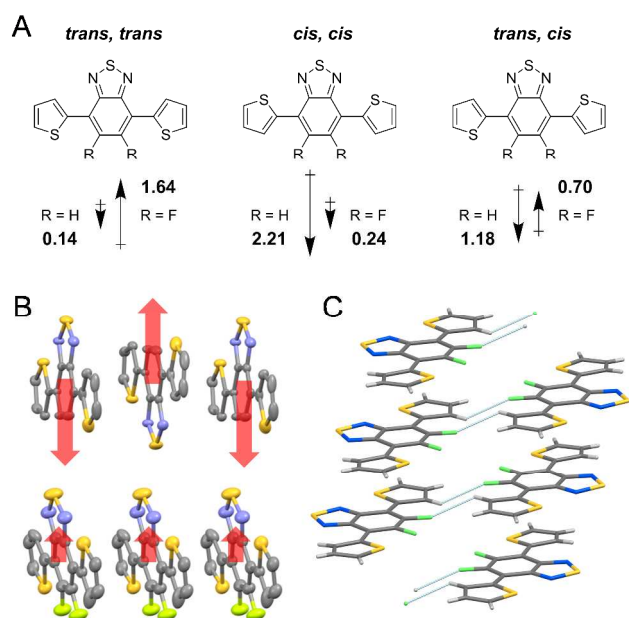 A
trans, trans
cis, cis
trans, cis
N S N
N S N
N S N
S S
S S
S S
R R
R R
R R
1.64
0.70
R = H R = F
R = H R = F
R = H R = F
0.14
2.21 0.24
1.18
B
C